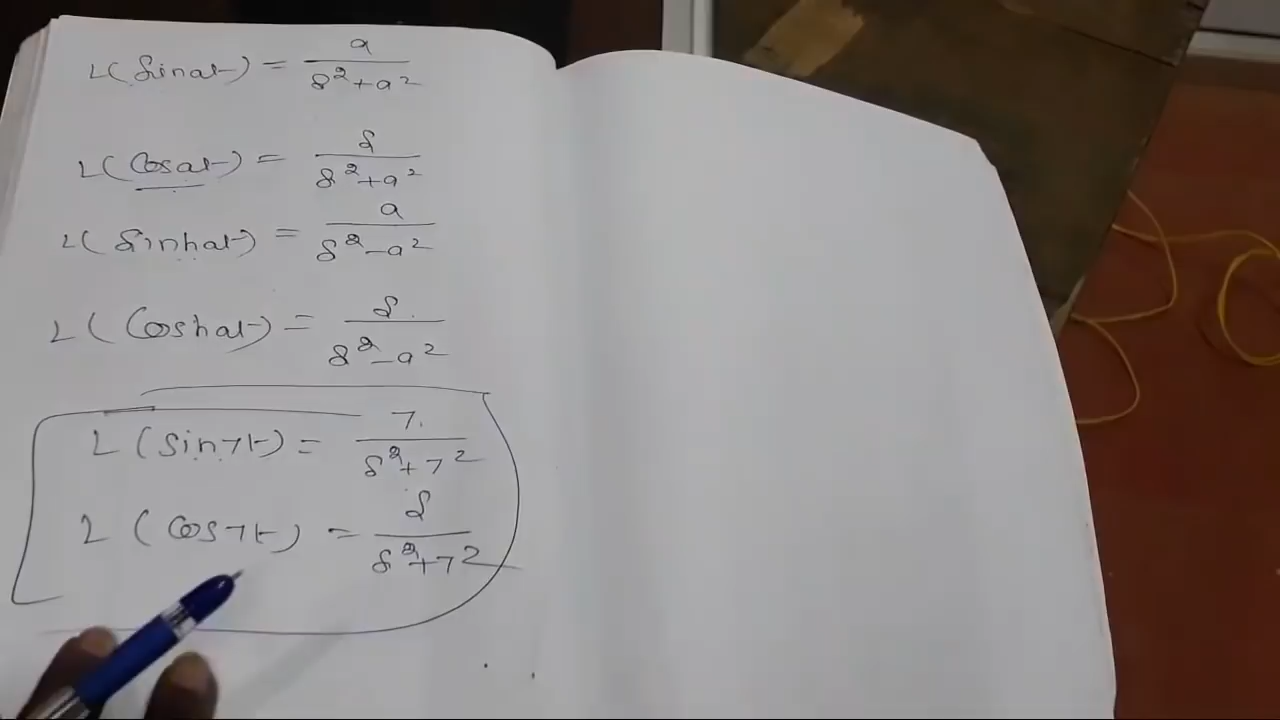 L(Sinat) = a/(s²+a²)
L(Cosat) = s/(s²+a²)
L(Sinhat) = a/(s²-a²)
L(Coshat) = s/(s²-a²)
L(Sin7t) = 7/(s²+7²)
L(Cos7t) = s/(s²+7²)